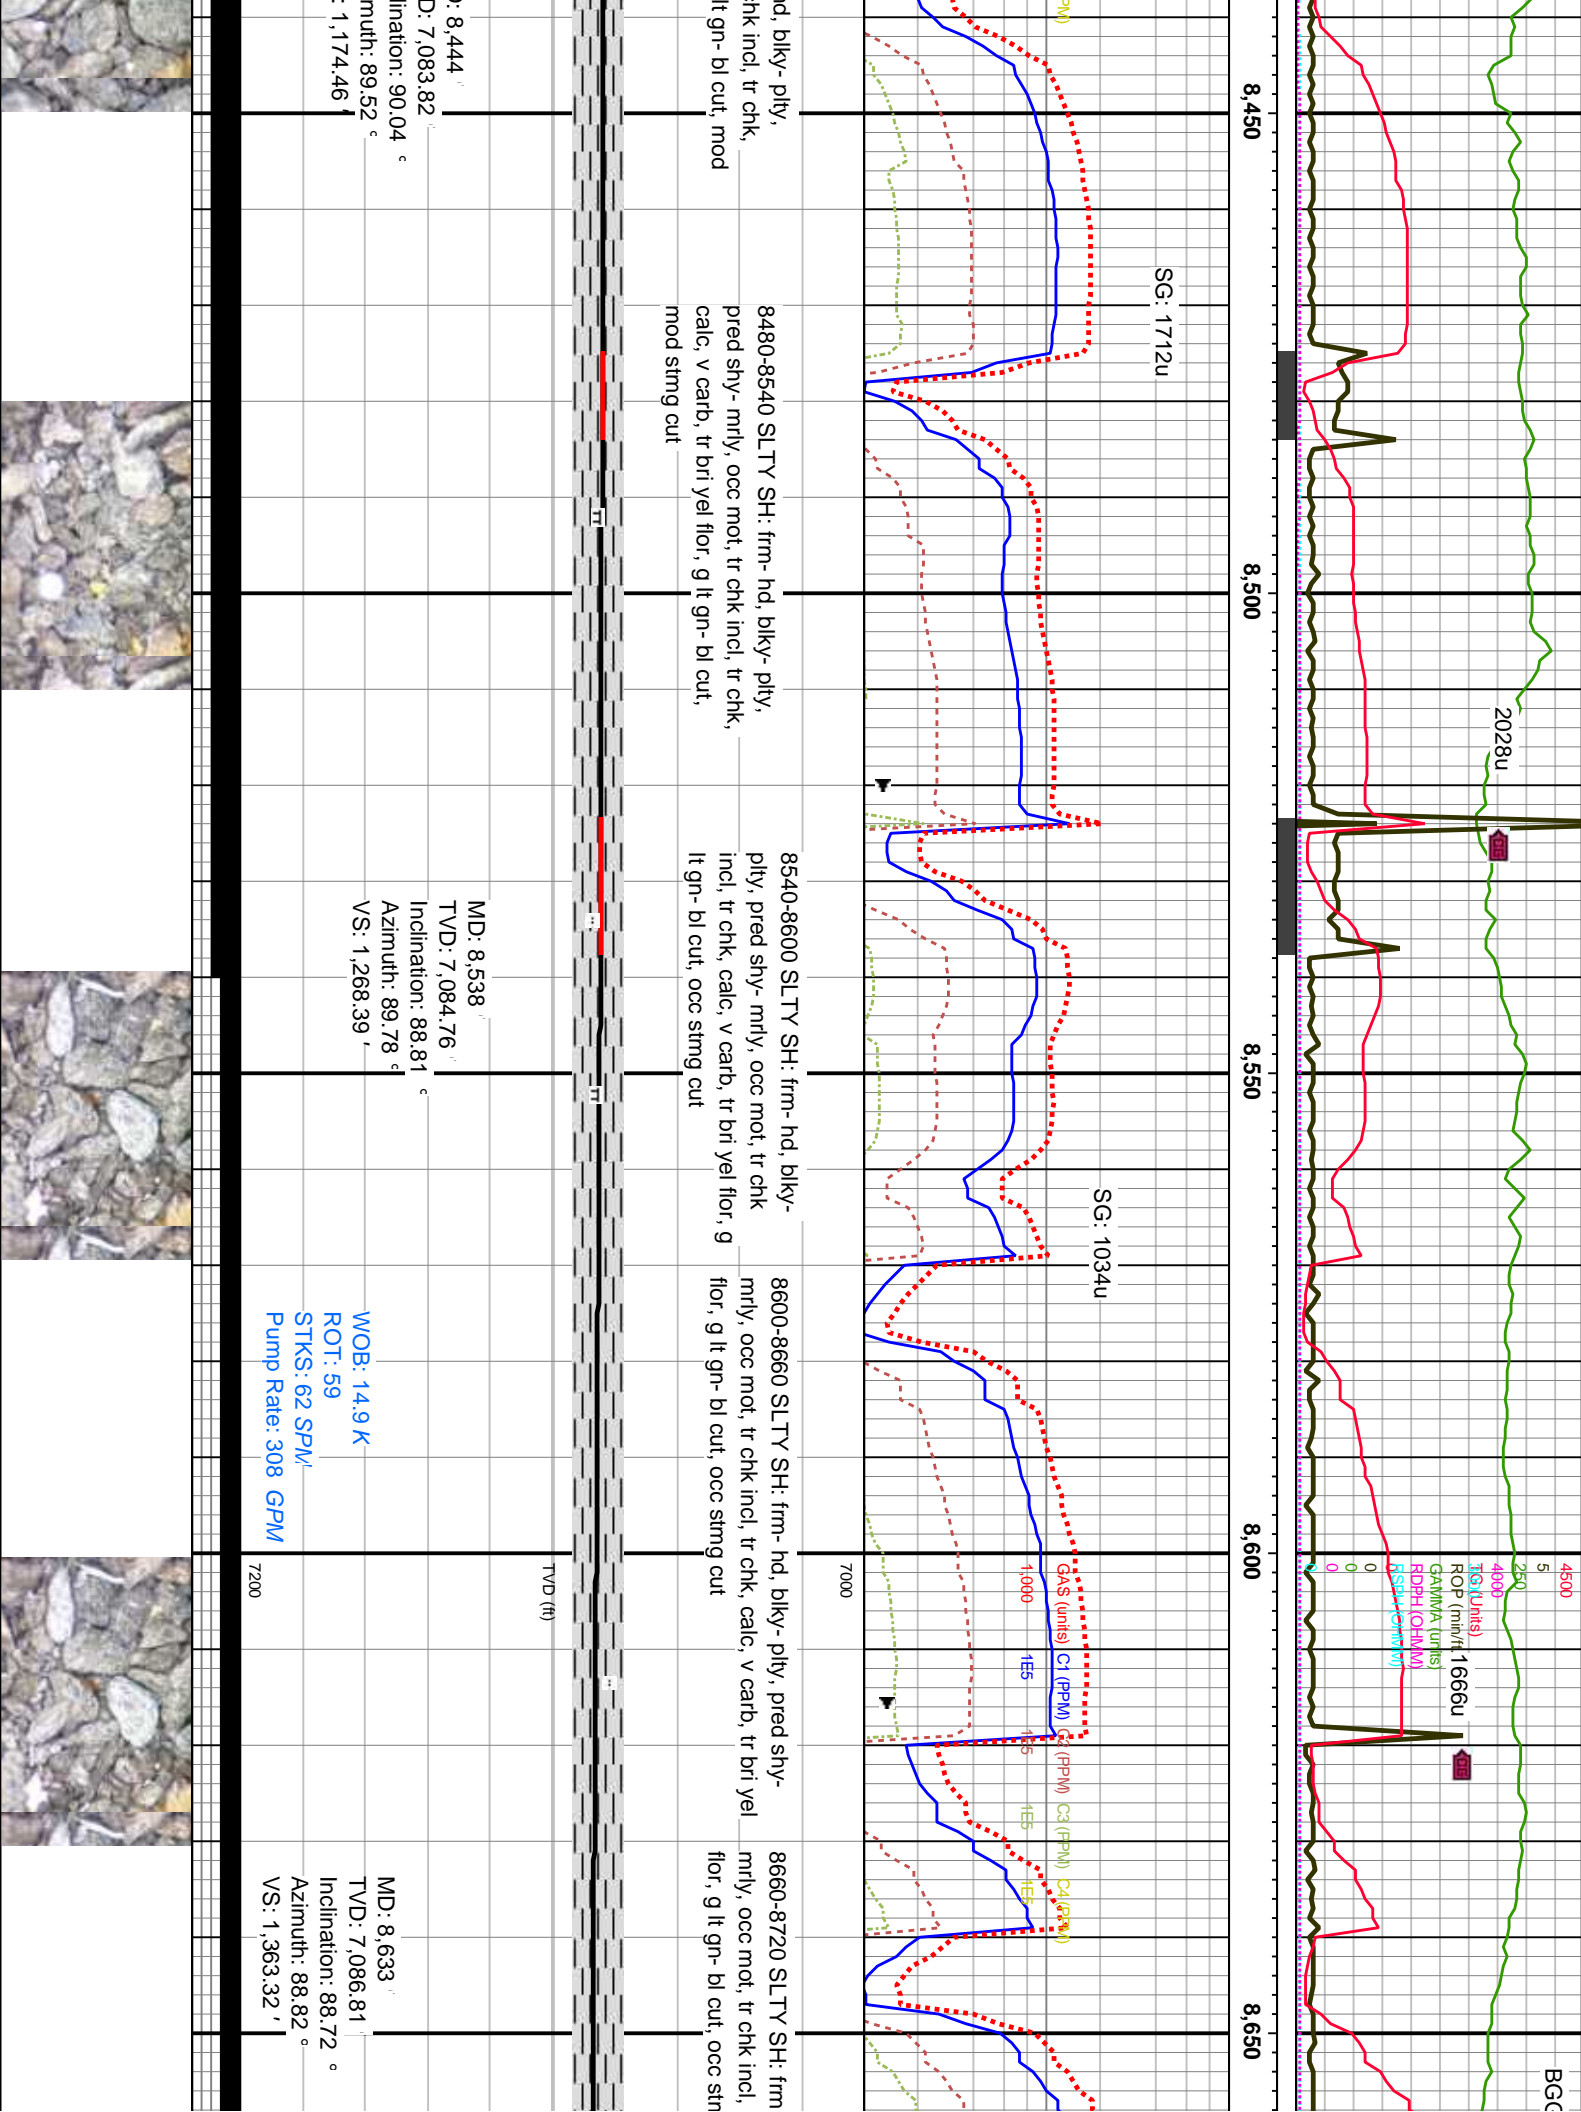 8,444
7,083.82
lination: 90.04
muth: 89.52
: 1,174.46 '
nd, blky- plty,
chk incl, tr chk,
lt gn- bl cut, mod
8480-8540 SLTY SH: frm- hd, blky- plty,
pred shy- mrly, occ mot, tr chk incl, tr chk,
calc, v carb, tr bri yel flor, g lt gn- bl cut,
mod stmg cut
MD: 8,538 '
TVD: 7,084.76 '
Inclination: 88.81 °
Azimuth: 89.78 °
VS: 1,268.39 '
8540-8600 SLTY SH: frm- hd, blky-
plty, pred shy- mrly, occ mot, tr chk
incl, tr chk, calc, v carb, tr bri yel flor, g
lt gn- bl cut, occ stmg cut
WOB: 14.9 K
ROT: 59
STKS: 62 SPM
Pump Rate: 308 GPM
8600-8660 SLTY SH: frm- hd, blky- plty, pred shy-
mrly, occ mot, tr chk incl, tr chk, calc, v carb, tr bri yel
flor, g lt gn- bl cut, occ stmg cut
MD: 8,633 '
TVD: 7,086.81 '
Inclination: 88.72 °
Azimuth: 88.82 °
VS: 1,363.32 '
8660-8720 SLTY SH: frm
mrly, occ mot, tr chk incl,
flor, g lt gn- bl cut, occ stn
7200
TVD (ft)
7000
PM)
SG: 1712u
SG: 1034u
GAS (units) C1 (PPM) C2 (PPM) C3 (PPM) C4 (PPM)
1,000 1E5 1E5 1E5 1E5
8,450
8,500
8,550
8,600
8,650
2028u
1666u
4500
5
250
4000
0
0
0
ROP (min/ft)
GAMMA (units)
RDPH (OHMM)
RSPH (OHMM)
BGG